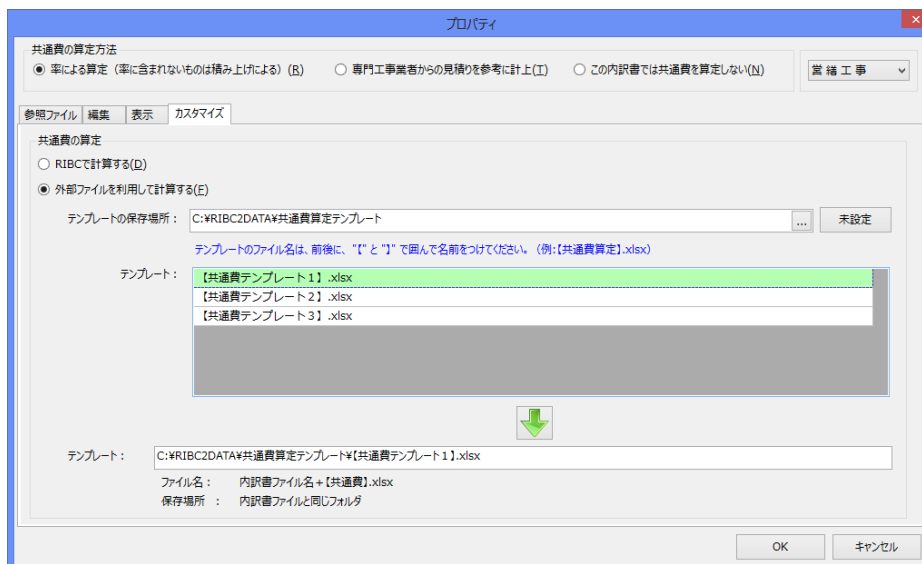 プロパティ
×
共通費の算定方法
率による算定（率に含まれないものは積み上げによる）(R)
専門工事業者からの見積りを参考に計上(T)
この内訳書では共通費を算定しない(N)
営繕工事
参照ファイル 編集 表示 カスタマイズ
共通費の算定
RIBCで計算する(D)
外部ファイルを利用して計算する(F)
テンプレートの保存場所： C:¥RIBC2DATA¥共通費算定テンプレート ... 未設定
テンプレートのファイル名は、前後に、"【" と "】" で囲んで名前をつけてください。（例:【共通費算定】.xlsx）
テンプレート： 【共通費テンプレート１】.xlsx
【共通費テンプレート２】.xlsx
【共通費テンプレート３】.xlsx
テンプレート： C:¥RIBC2DATA¥共通費算定テンプレート¥【共通費テンプレート１】.xlsx
ファイル名： 内訳書ファイル名＋【共通費】.xlsx
保存場所 ： 内訳書ファイルと同じフォルダ
OK キャンセル